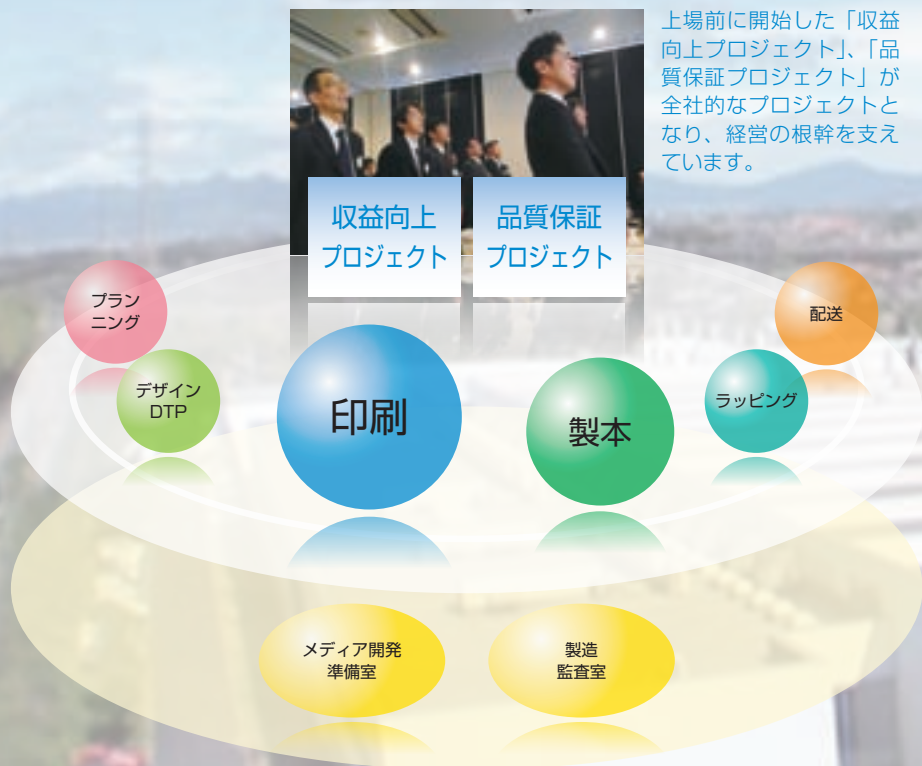 上場前に開始した「収益
向上プロジェクト」、「品
質保証プロジェクト」が
全社的なプロジェクトと
なり、経営の根幹を支え
ています。
収益向上
プロジェクト
品質保証
プロジェクト
プラン
ニング
配送
デザイン
DTP
印刷
製本
ラッピング
メディア開発
準備室
製造
監査室